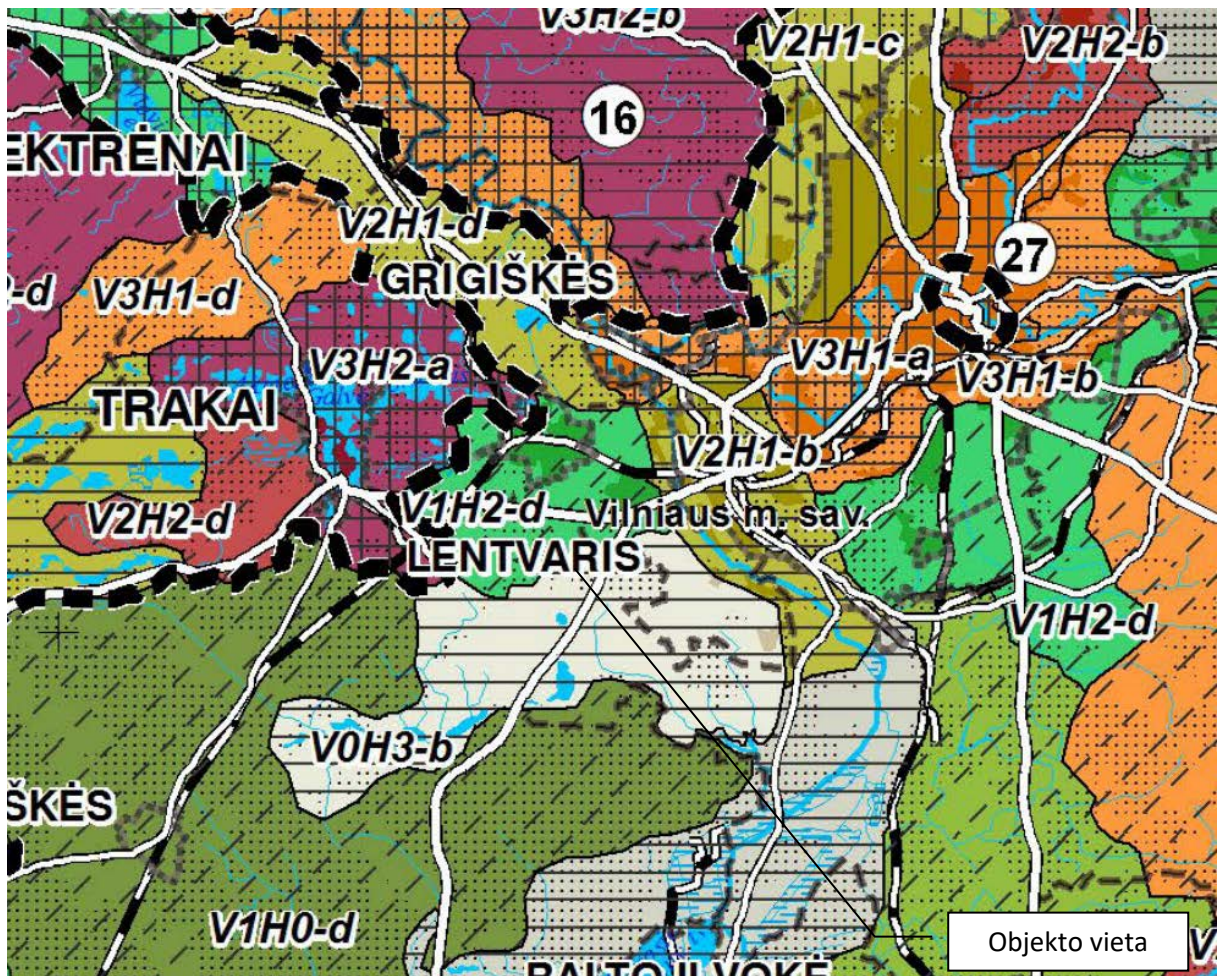 V3H2-b
V2H1-c
V2H2-b
16
EKTRĖNAI
V2H1-d
27
GRIGIŠKĖS
-d
V3H1-d
V3H2-a
V3H1-a
V3H1-b
TRAKAI
V2H1-b
V2H2-d
V1H2-d
Vilniaus m. sav.
LENTVARIS
V1H2-d
V0H3-b
ŠKĖS
V1H0-d
Objekto vieta